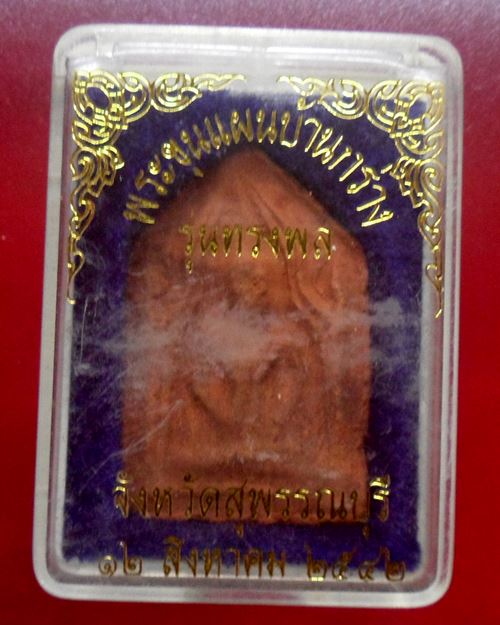 พระขุนแผนบ้านกร่าง
รุ่นทรงพล
จังหวัดสุพรรณบุรี
๑๒ สิงหาคม ๒๕๔๒